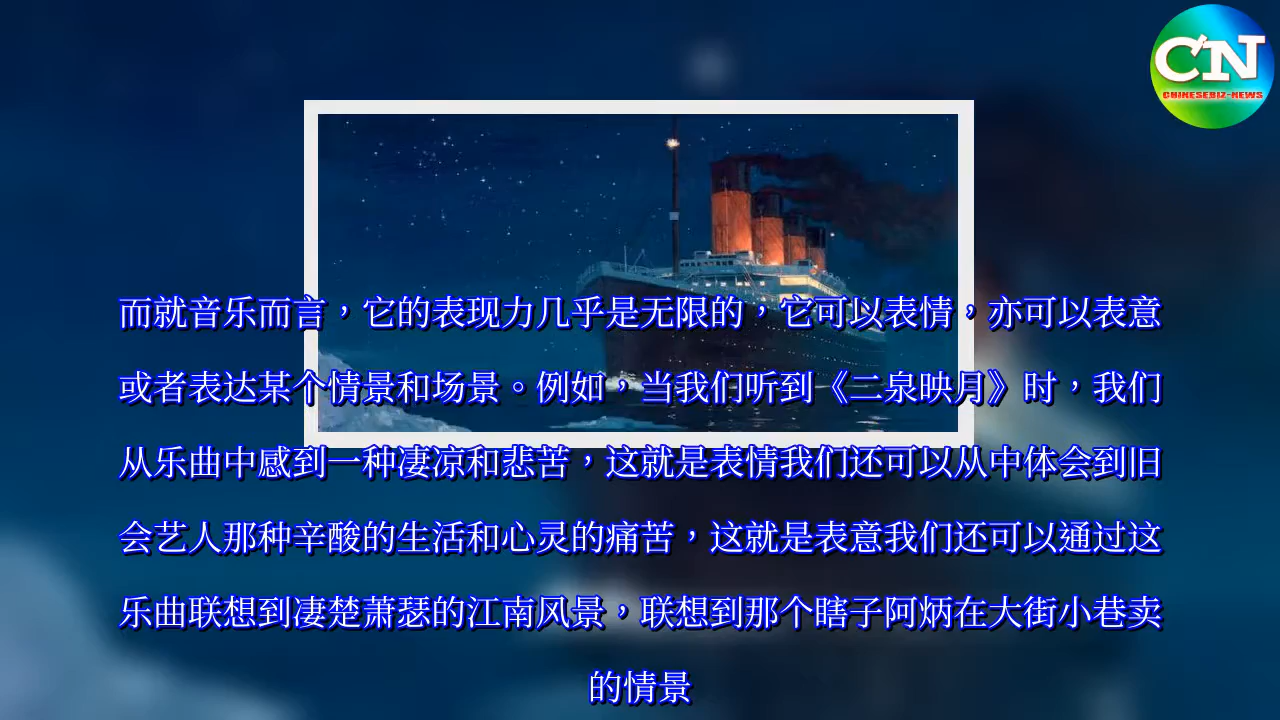 CN
CHINESEBIZ-NEWS
而就音乐而言，它的表现力几乎是无限的，它可以表情，亦可以表意
或者表达某个情景和场景。例如，当我们听到《二泉映月》时，我们
从乐曲中感到一种凄凉和悲苦，这就是表情我们还可以从中体会到旧
会艺人那种辛酸的生活和心灵的痛苦，这就是表意我们还可以通过这
乐曲联想到凄楚萧瑟的江南风景，联想到那个瞎子阿炳在大街小巷卖
的情景